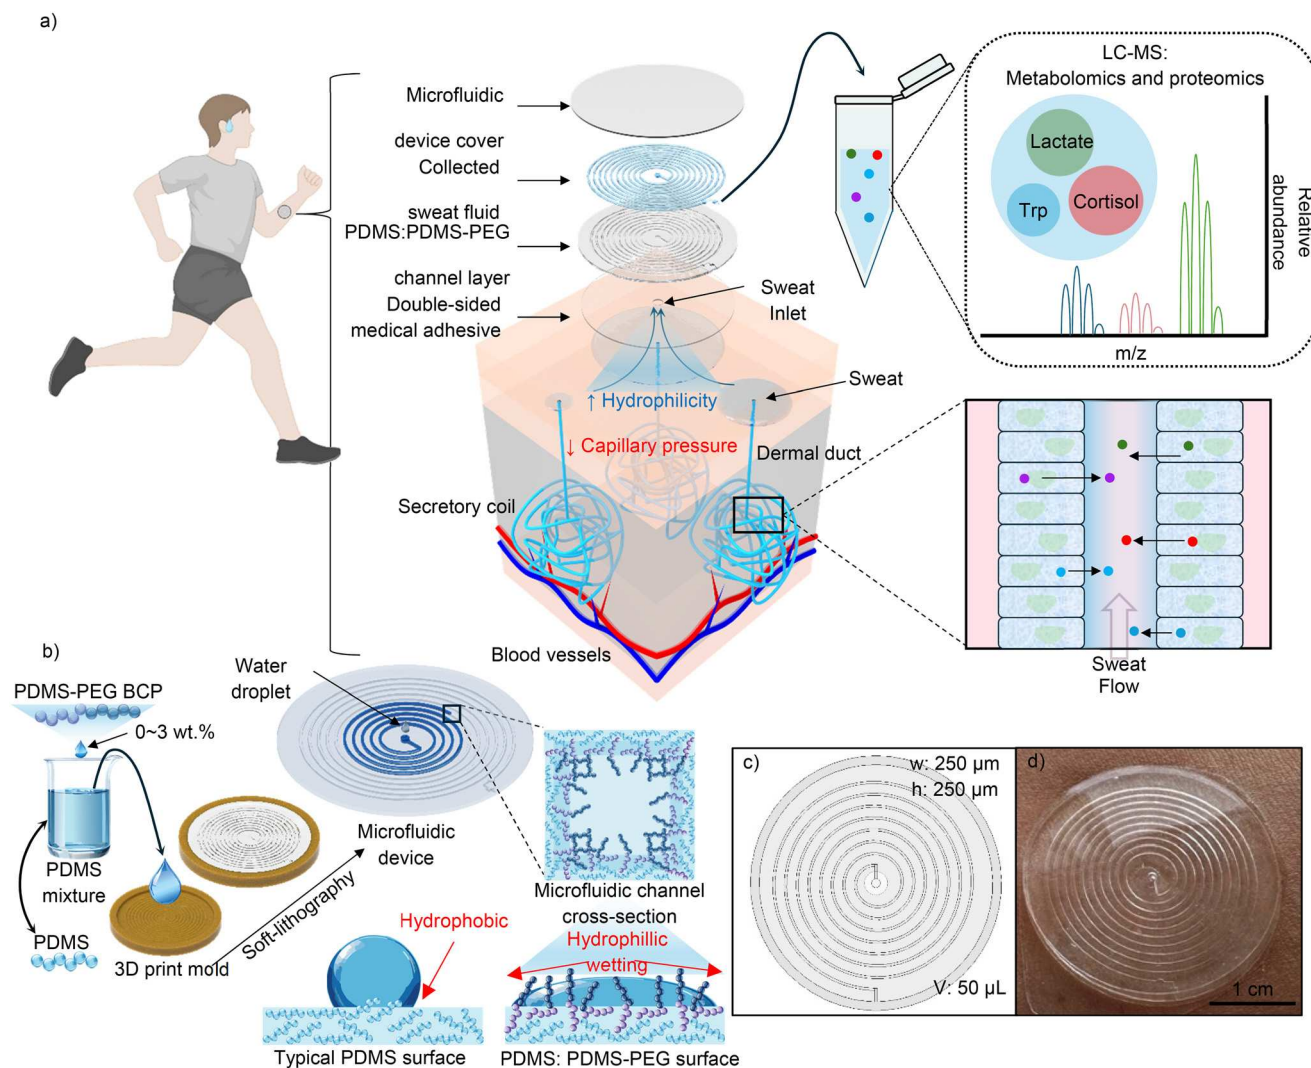 a)
Microfluidic
device cover
Collected
sweat fluid
PDMS:PDMS-PEG
channel layer
Double-sided
medical adhesive
Sweat
Inlet
↑ Hydrophilicity
↓ Capillary pressure
Sweat
Dermal duct
Secretory coil
Blood vessels
LC-MS:
Metabolomics and proteomics
Lactate
Trp
Cortisol
Relative
abundance
m/z
Sweat
Flow
b)
PDMS-PEG BCP
0~3 wt.%
PDMS
mixture
PDMS
3D print mold
Soft-lithography
Water
droplet
Microfluidic
device
Microfluidic channel
cross-section
Hydrophobic
Hydrophillic
wetting
Typical PDMS surface
PDMS: PDMS-PEG surface
c)
w: 250 µm
h: 250 µm
V: 50 µL
d)
1 cm